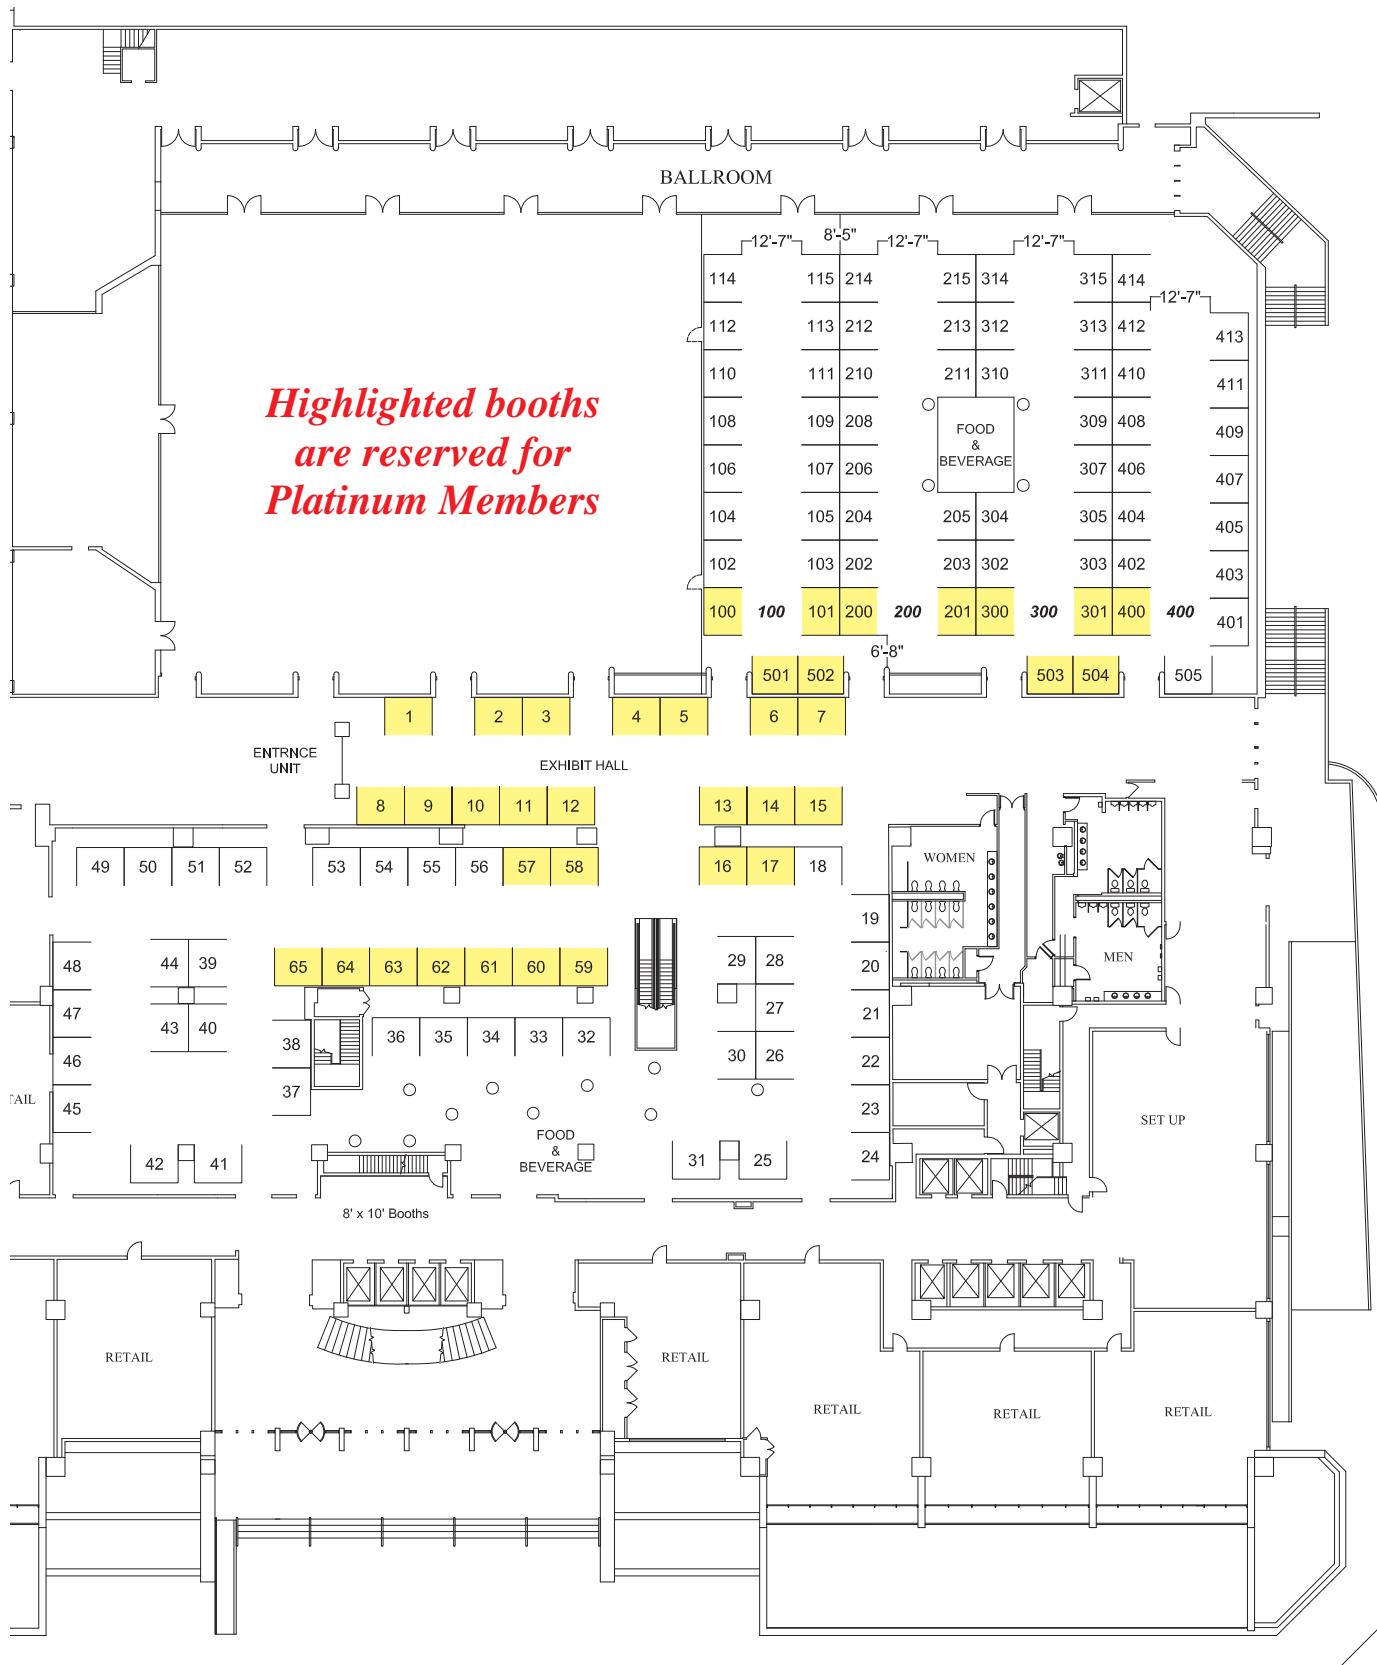 BALLROOM
12'-7" 8'-5" 12'-7" 12'-7"
114 115 214 215 314 315 414
12'-7"
112 113 212 213 312 313 412 413
110 111 210 211 310 311 410 411
Highlighted booths
are reserved for
Platinum Members
108 109 208 309 408 409
FOOD
&
BEVERAGE
106 107 206 307 406 407
104 105 204 205 304 305 404 405
102 103 202 203 302 303 402 403
100 100 101 200 200 201 300 300 301 400 400 401
6'-8"
501 502 503 504 505
1 2 3 4 5 6 7
ENTRNCE
UNIT
EXHIBIT HALL
8 9 10 11 12 13 14 15
49 50 51 52 53 54 55 56 57 58 16 17 18
WOMEN
19
48 44 39 65 64 63 62 61 60 59 29 28 20
MEN
47 43 40 27 21
38 36 35 34 33 32
46 30 26 22
37
45 23
TAIL
SET UP
FOOD
&
BEVERAGE
42 41 31 25 24
8' x 10' Booths
RETAIL
RETAIL
RETAIL
RETAIL
RETAIL